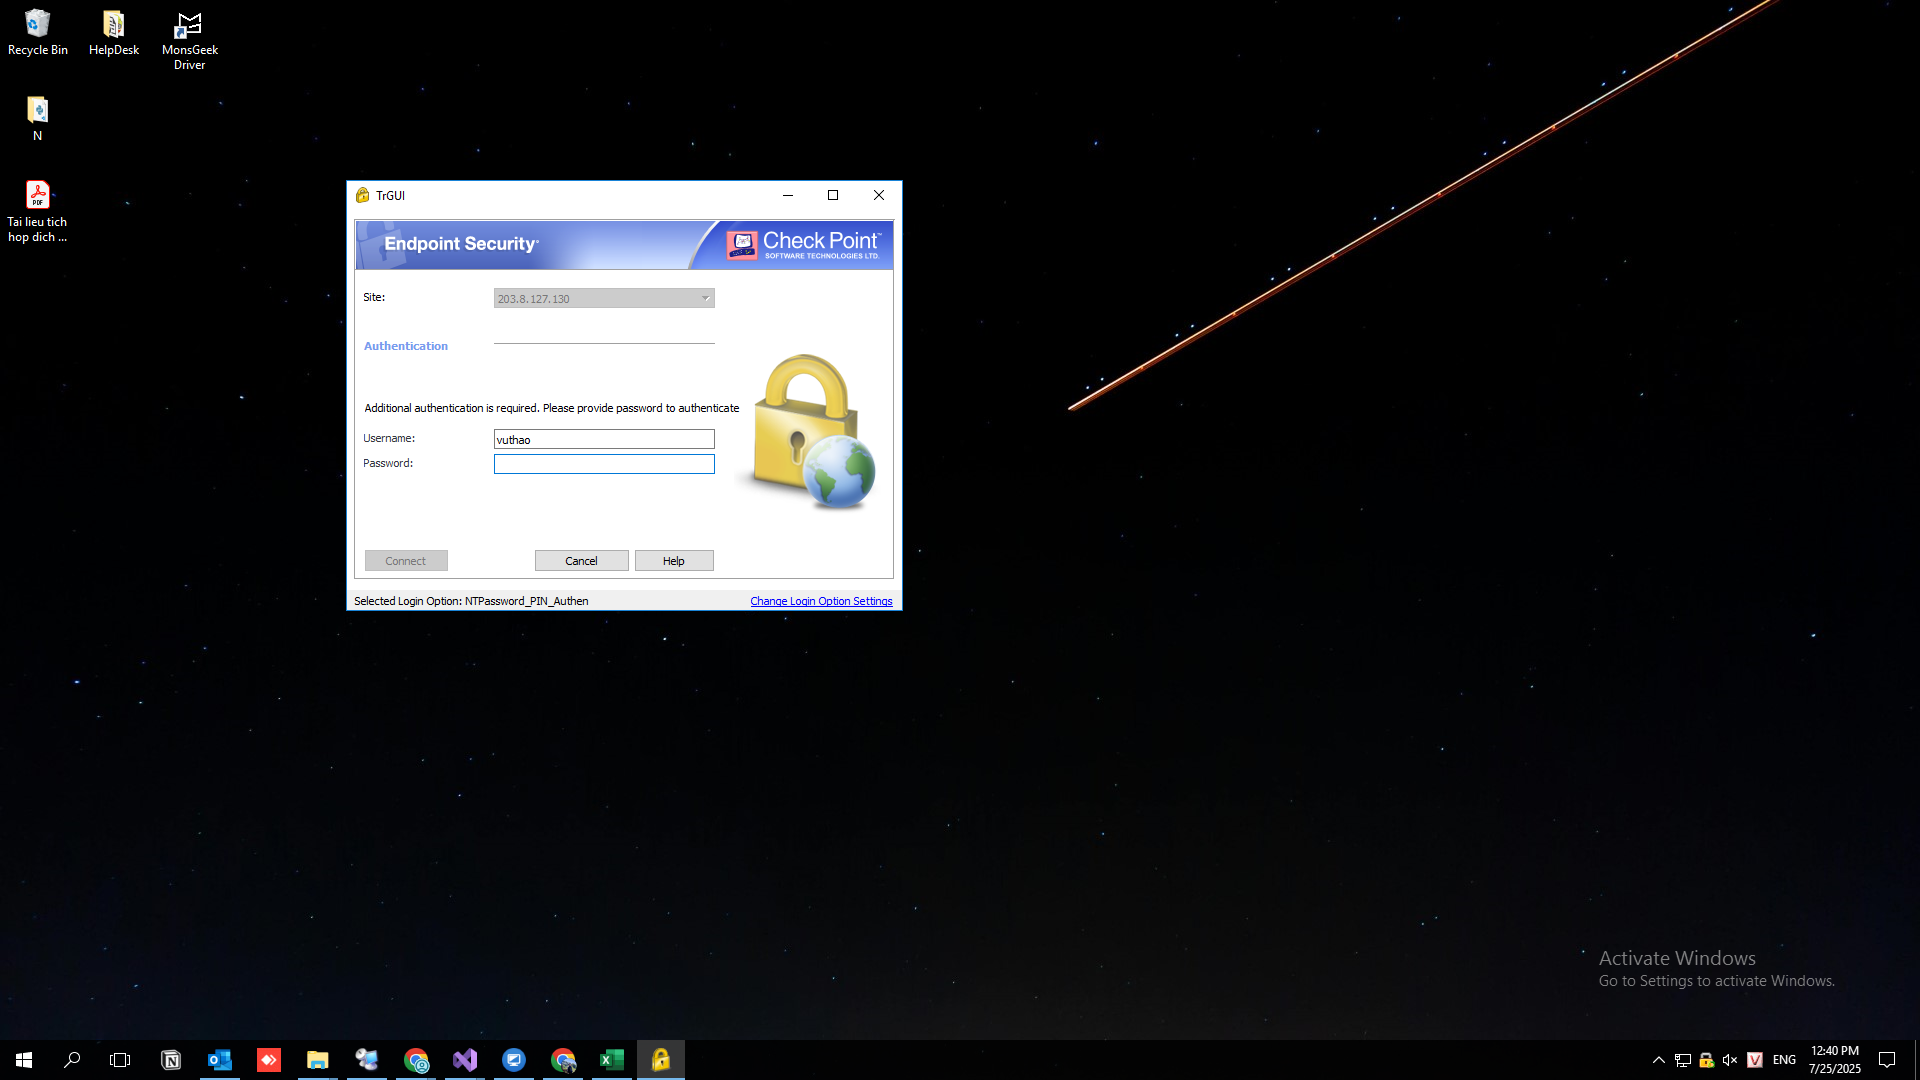 Recycle Bin
HelpDesk
MonsGeek
Driver
N
PDF
Tai lieu tich
hop dich ...
TrGUI
Endpoint Security
Check Point™
SOFTWARE TECHNOLOGIES LTD.
Site:
203.8.127.130
Authentication
Additional authentication is required. Please provide password to authenticate
Username:
vuthao
Password:
Connect
Cancel
Help
Selected Login Option: NTPassword_PIN_Authen
Change Login Option Settings
Activate Windows
Go to Settings to activate Windows.
ENG
12:40 PM
7/25/2025